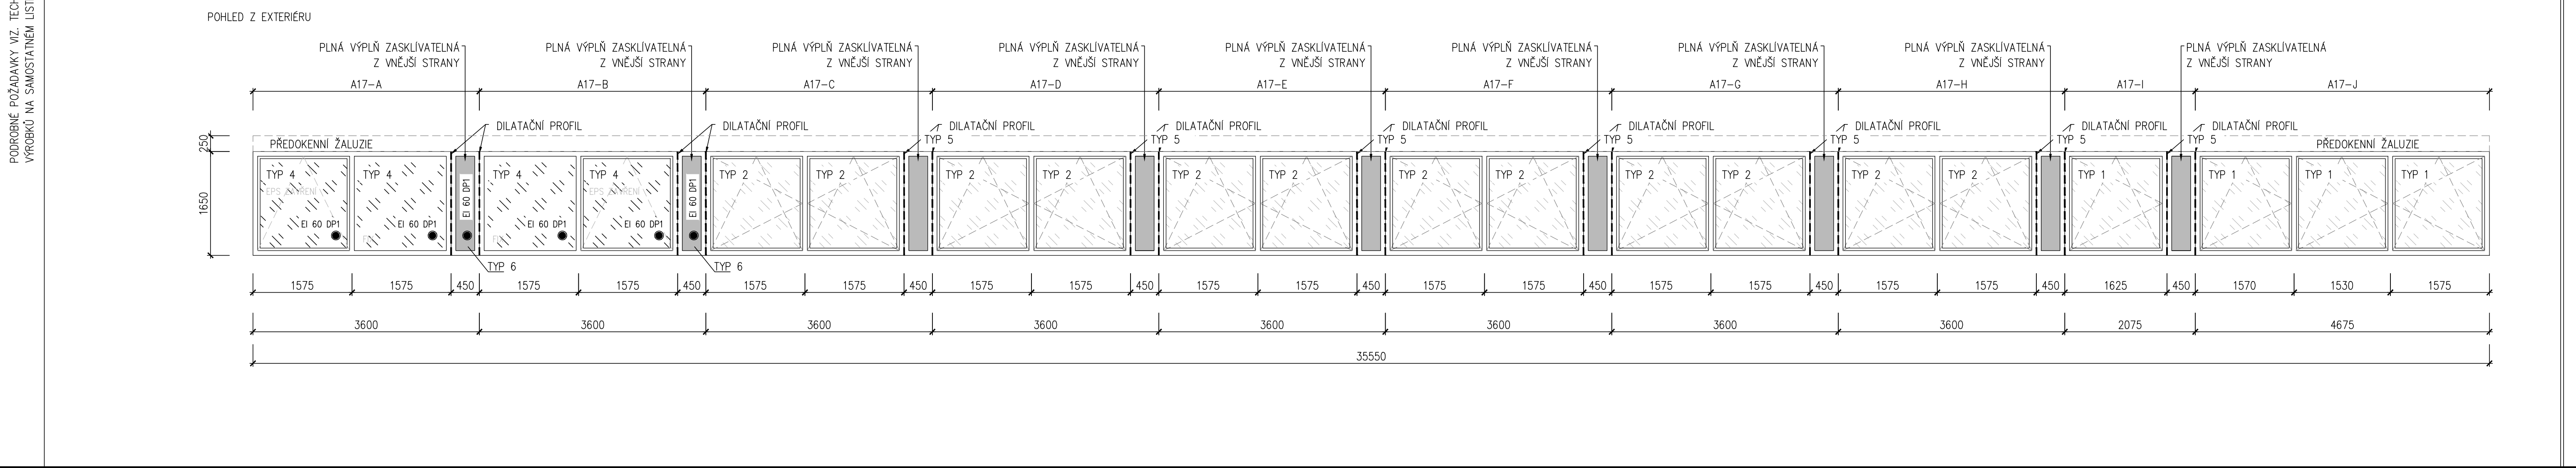 PODROBNÉ POŽADAVKY VIZ. TECH
VÝROBKŮ NA SAMOSTATNÉM LIST
POHLED Z EXTERIÉRU
PLNÁ VÝPLŇ ZASKLÍVATELNÁ
Z VNĚJŠÍ STRANY
PLNÁ VÝPLŇ ZASKLÍVATELNÁ
Z VNĚJŠÍ STRANY
PLNÁ VÝPLŇ ZASKLÍVATELNÁ
Z VNĚJŠÍ STRANY
PLNÁ VÝPLŇ ZASKLÍVATELNÁ
Z VNĚJŠÍ STRANY
PLNÁ VÝPLŇ ZASKLÍVATELNÁ
Z VNĚJŠÍ STRANY
PLNÁ VÝPLŇ ZASKLÍVATELNÁ
Z VNĚJŠÍ STRANY
PLNÁ VÝPLŇ ZASKLÍVATELNÁ
Z VNĚJŠÍ STRANY
PLNÁ VÝPLŇ ZASKLÍVATELNÁ
Z VNĚJŠÍ STRANY
PLNÁ VÝPLŇ ZASKLÍVATELNÁ
Z VNĚJŠÍ STRANY
A17-A A17-B A17-C A17-D A17-E A17-F A17-G A17-H A17-I A17-J
DILATAČNÍ PROFIL DILATAČNÍ PROFIL DILATAČNÍ PROFIL DILATAČNÍ PROFIL DILATAČNÍ PROFIL DILATAČNÍ PROFIL DILATAČNÍ PROFIL DILATAČNÍ PROFIL DILATAČNÍ PROFIL
TYP 5 TYP 5 TYP 5 TYP 5 TYP 5 TYP 5 TYP 5
250
PŘEDOKENNÍ ŽALUZIE PŘEDOKENNÍ ŽALUZIE
TYP 4 TYP 4 TYP 4 TYP 4 TYP 2 TYP 2 TYP 2 TYP 2 TYP 2 TYP 2 TYP 2 TYP 2 TYP 2 TYP 2 TYP 2 TYP 2 TYP 1 TYP 1 TYP 1 TYP 1
EPS OTEVŘENÍ EPS OTEVŘENÍ
1650
EI 60 DP1 EI 60 DP1 EI 60 DP1 EI 60 DP1 EI 60 DP1 EI 60 DP1
TYP 6 TYP 6
1575 1575 450 1575 1575 450 1575 1575 450 1575 1575 450 1575 1575 450 1575 1575 450 1575 1575 450 1575 1575 450 1625 450 1570 1530 1575
3600 3600 3600 3600 3600 3600 3600 3600 2075 4675
35550